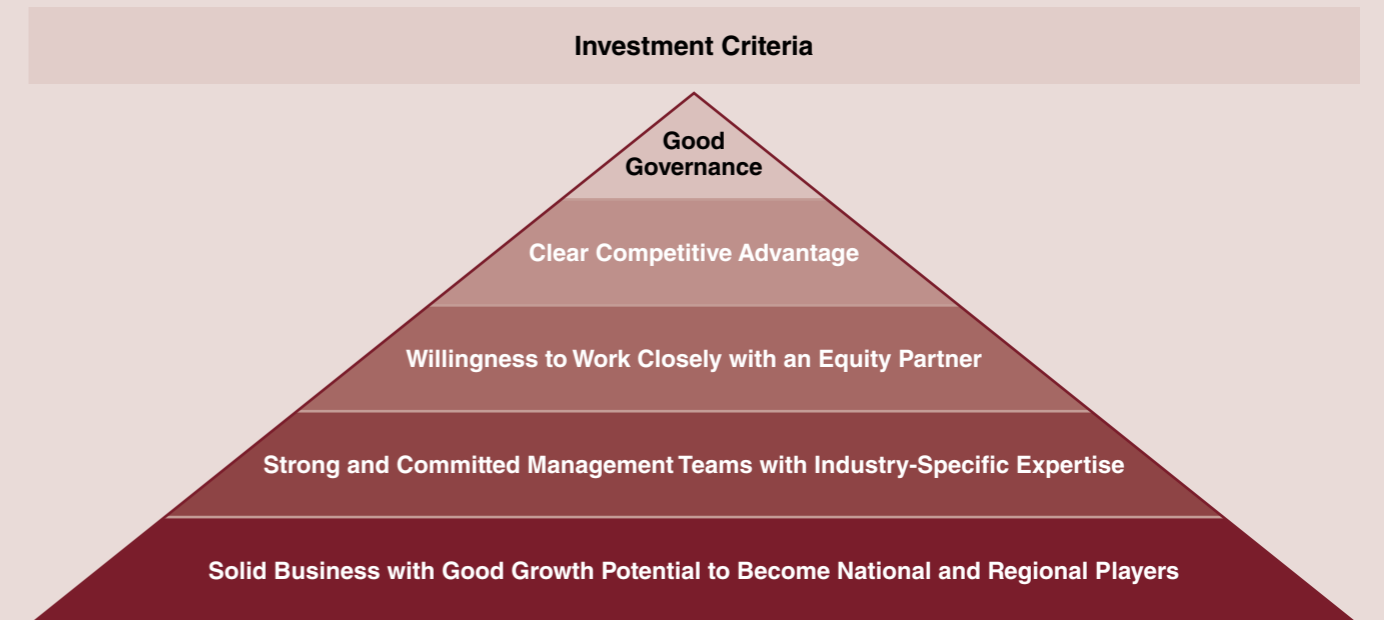 Investment Criteria
Good
Governance
Clear Competitive Advantage
Willingness to Work Closely with an Equity Partner
Strong and Committed Management Teams with Industry-Specific Expertise
Solid Business with Good Growth Potential to Become National and Regional Players